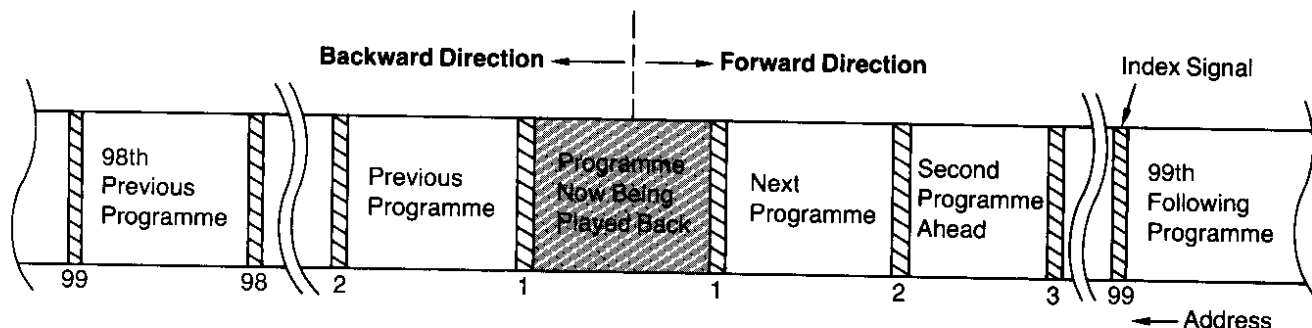 Backward Direction
Forward Direction
Index Signal
98th
Previous
Programme
Previous
Programme
Programme
Now Being
Played Back
Next
Programme
Second
Programme
Ahead
99th
Following
Programme
99
98
2
1
1
2
3
99
Address